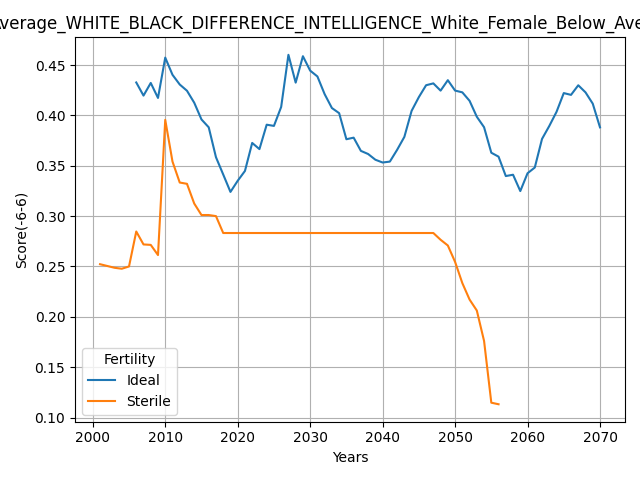 verage_WHITE_BLACK_DIFFERENCE_INTELLIGENCE_White_Female_Below_Ave
Score(-6-6)
0.45
0.40
0.35
0.30
0.25
0.20
0.15
0.10
Fertility
Ideal
Sterile
2000 2010 2020 2030 2040 2050 2060 2070
Years